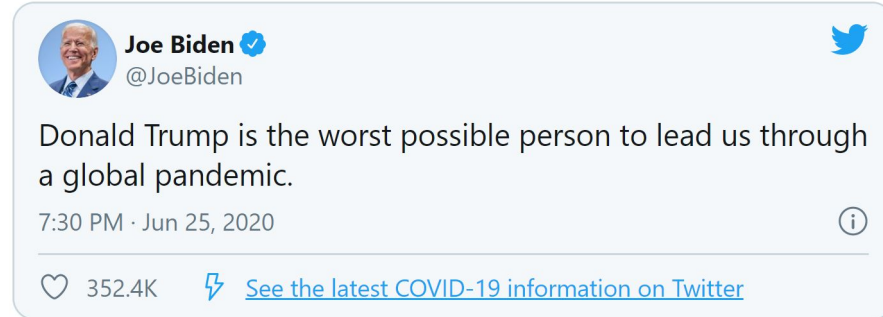 Joe Biden
@JoeBiden
Donald Trump is the worst possible person to lead us through
a global pandemic.
7:30 PM · Jun 25, 2020
352.4K See the latest COVID-19 information on Twitter